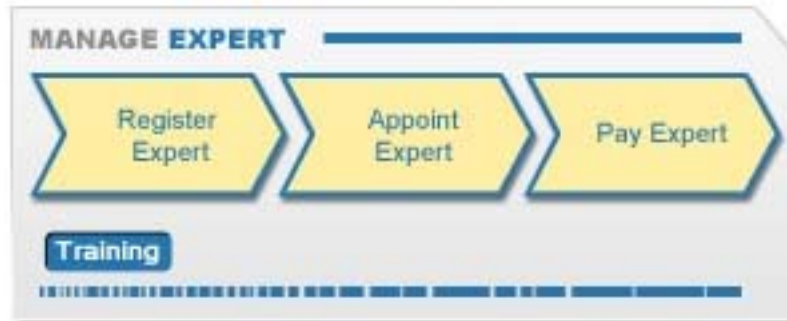 MANAGE EXPERT
Register
Expert
Appoint
Expert
Pay Expert
Training